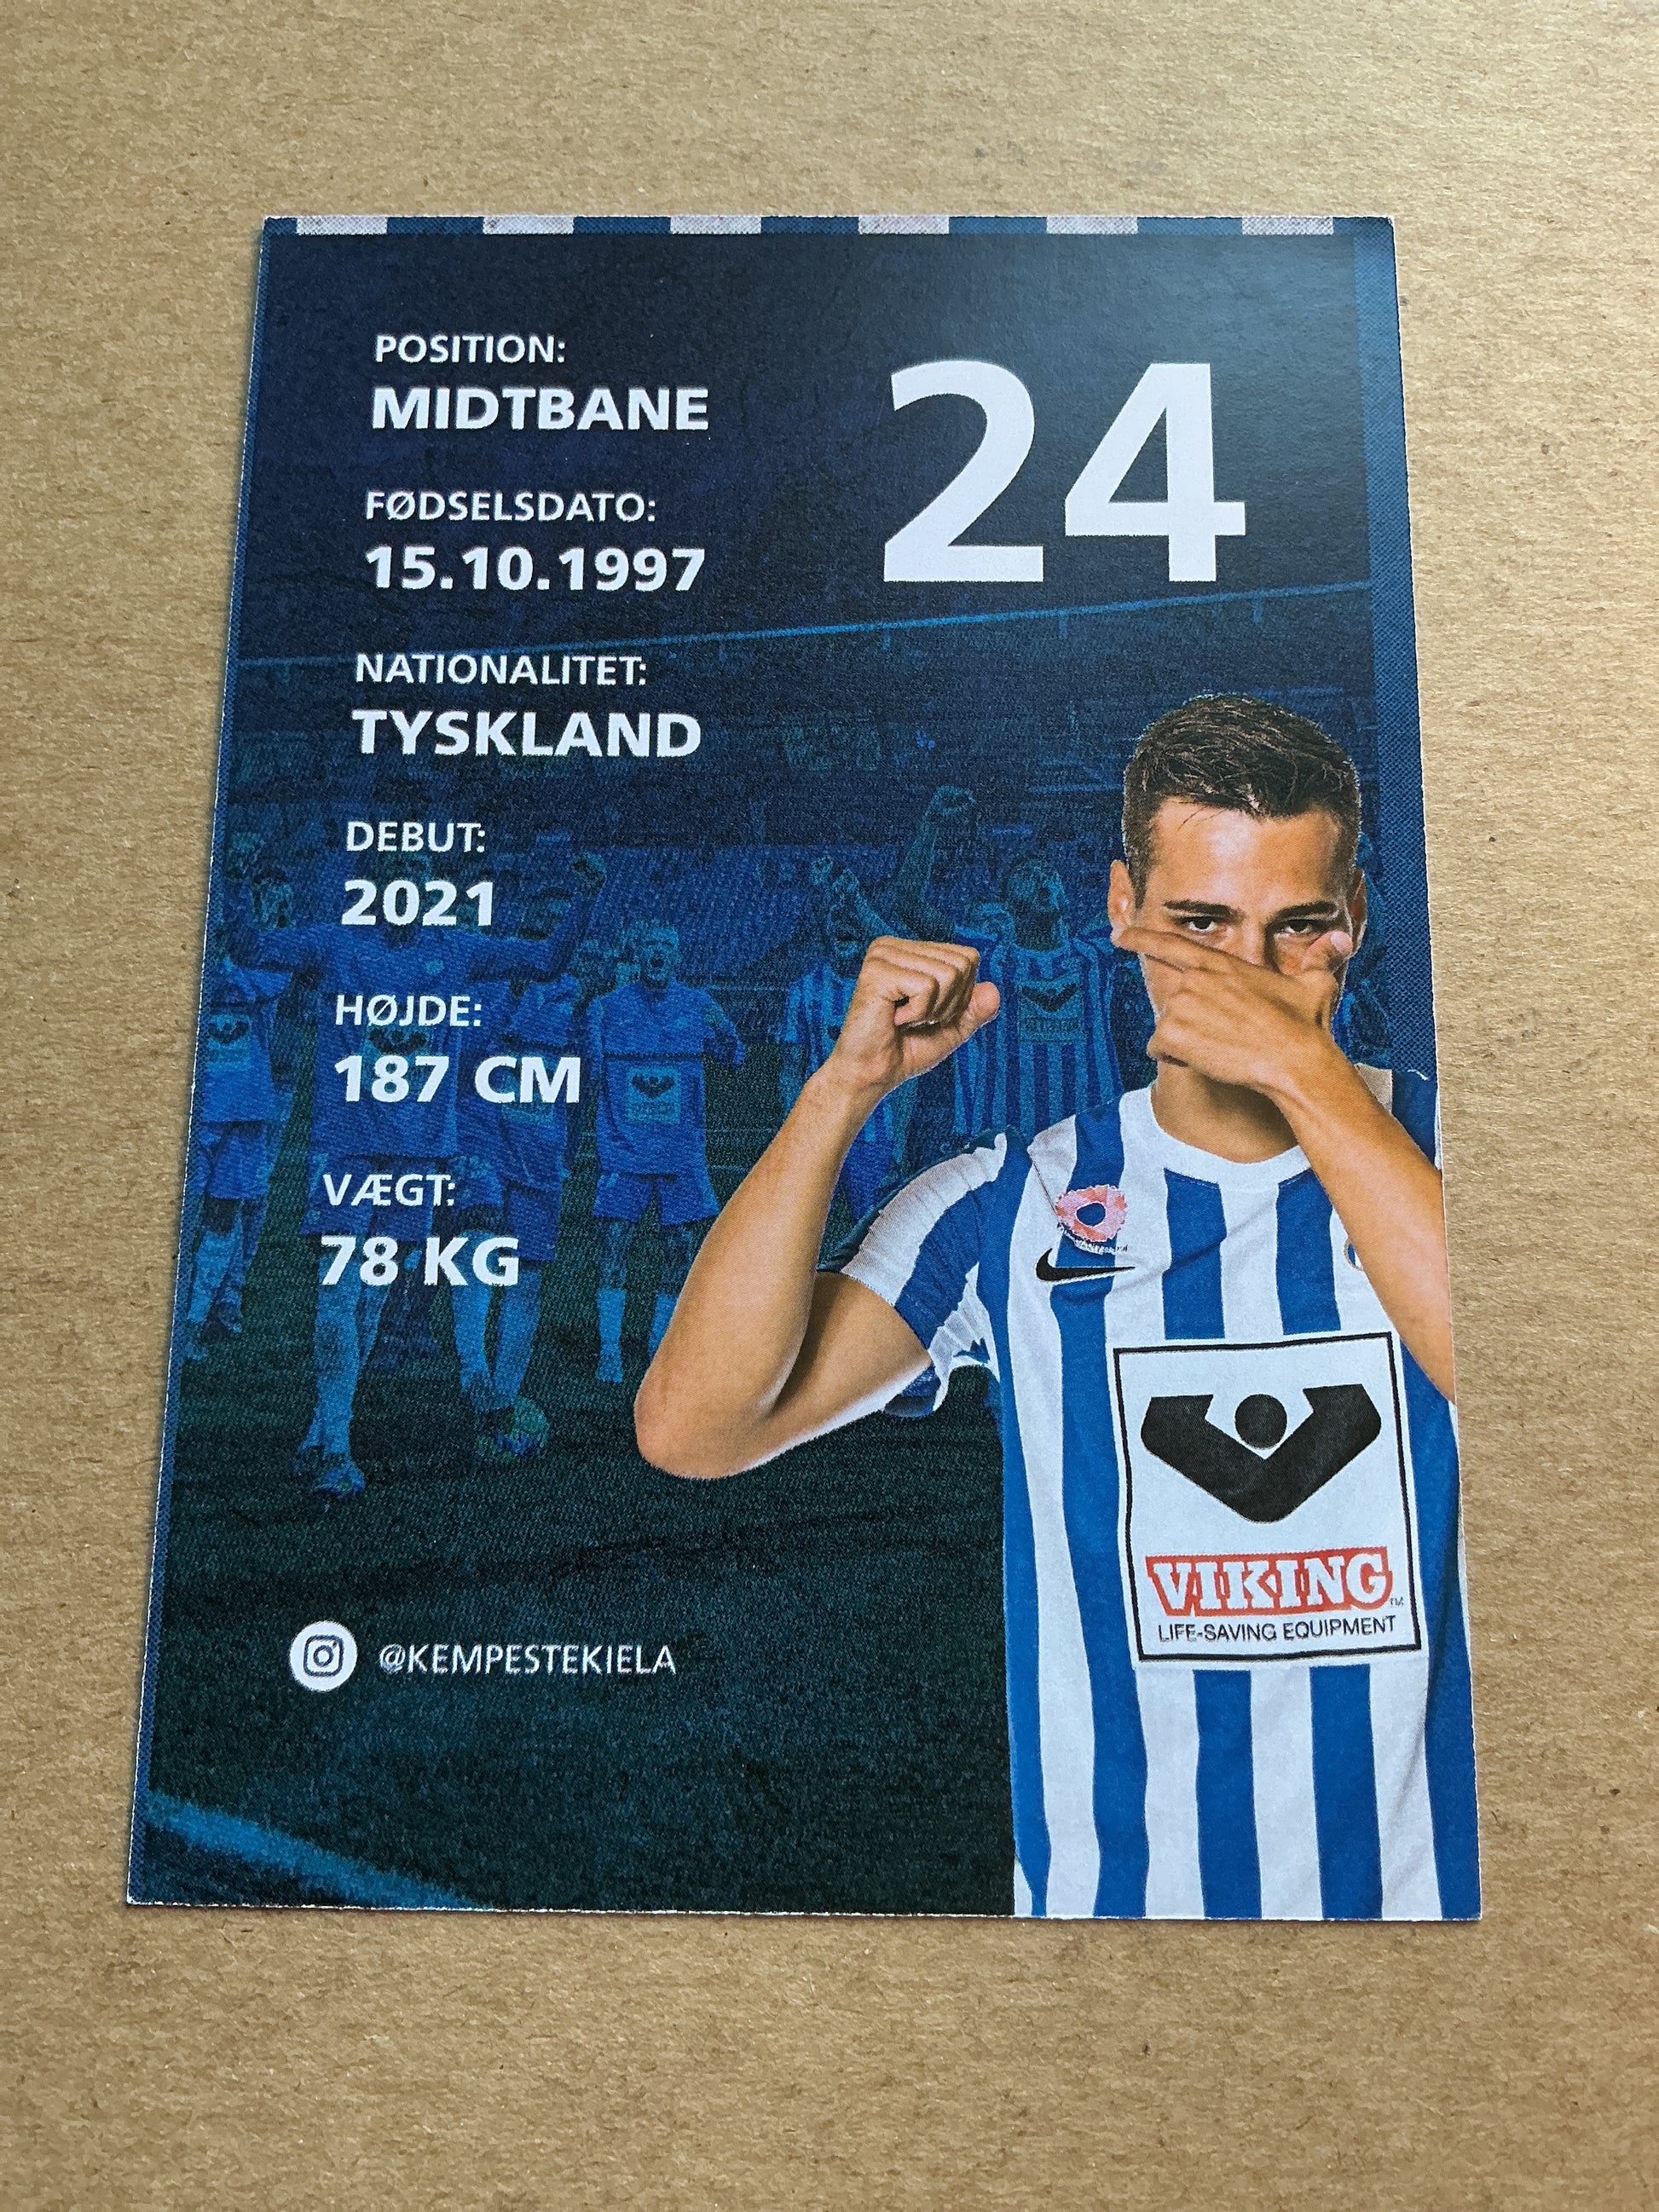 POSITION:
MIDTBANE
24
FØDSELSDATO:
15.10.1997
NATIONALITET:
TYSKLAND
DEBUT:
2021
HØJDE:
187 CM
VÆGT:
78 KG
@KEMPESTEKIELA
VIKING™
LIFE-SAVING EQUIPMENT